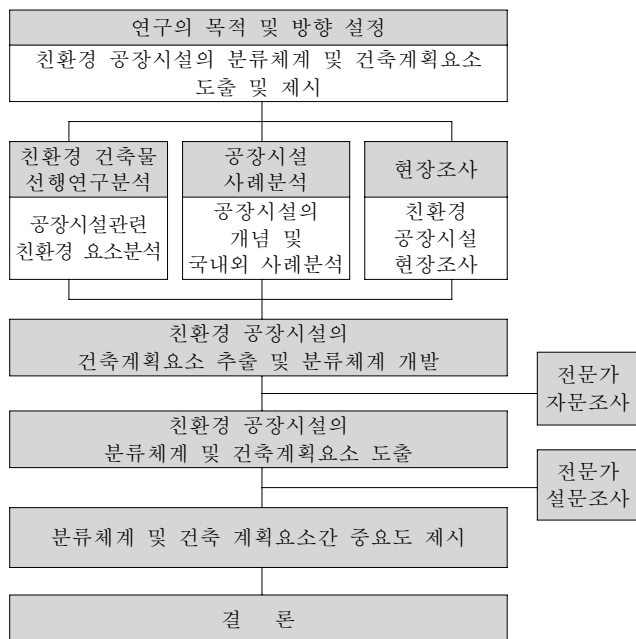 연구의 목적 및 방향 설정
친환경 공장시설의 분류체계 및 건축계획요소
도출 및 제시
친환경 건축물
선행연구분석
공장시설관련
친환경 요소분석
공장시설
사례분석
공장시설의
개념 및
국내외 사례분석
현장조사
친환경
공장시설
현장조사
친환경 공장시설의
건축계획요소 추출 및 분류체계 개발
전문가
자문조사
친환경 공장시설의
분류체계 및 건축계획요소 도출
전문가
설문조사
분류체계 및 건축 계획요소간 중요도 제시
결 론